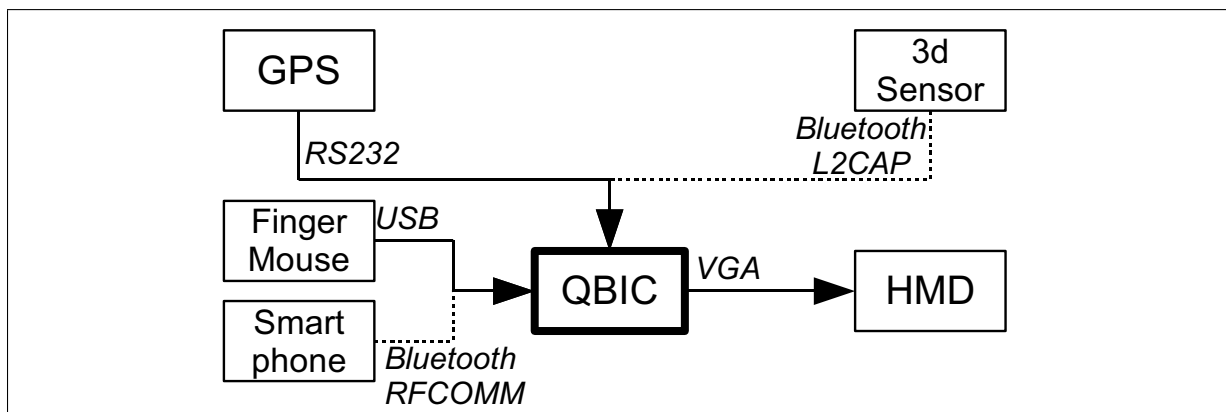 GPS
3d
Sensor
RS232
Bluetooth
L2CAP
Finger
Mouse
USB
QBIC
VGA
HMD
Smart
phone
Bluetooth
RFCOMM